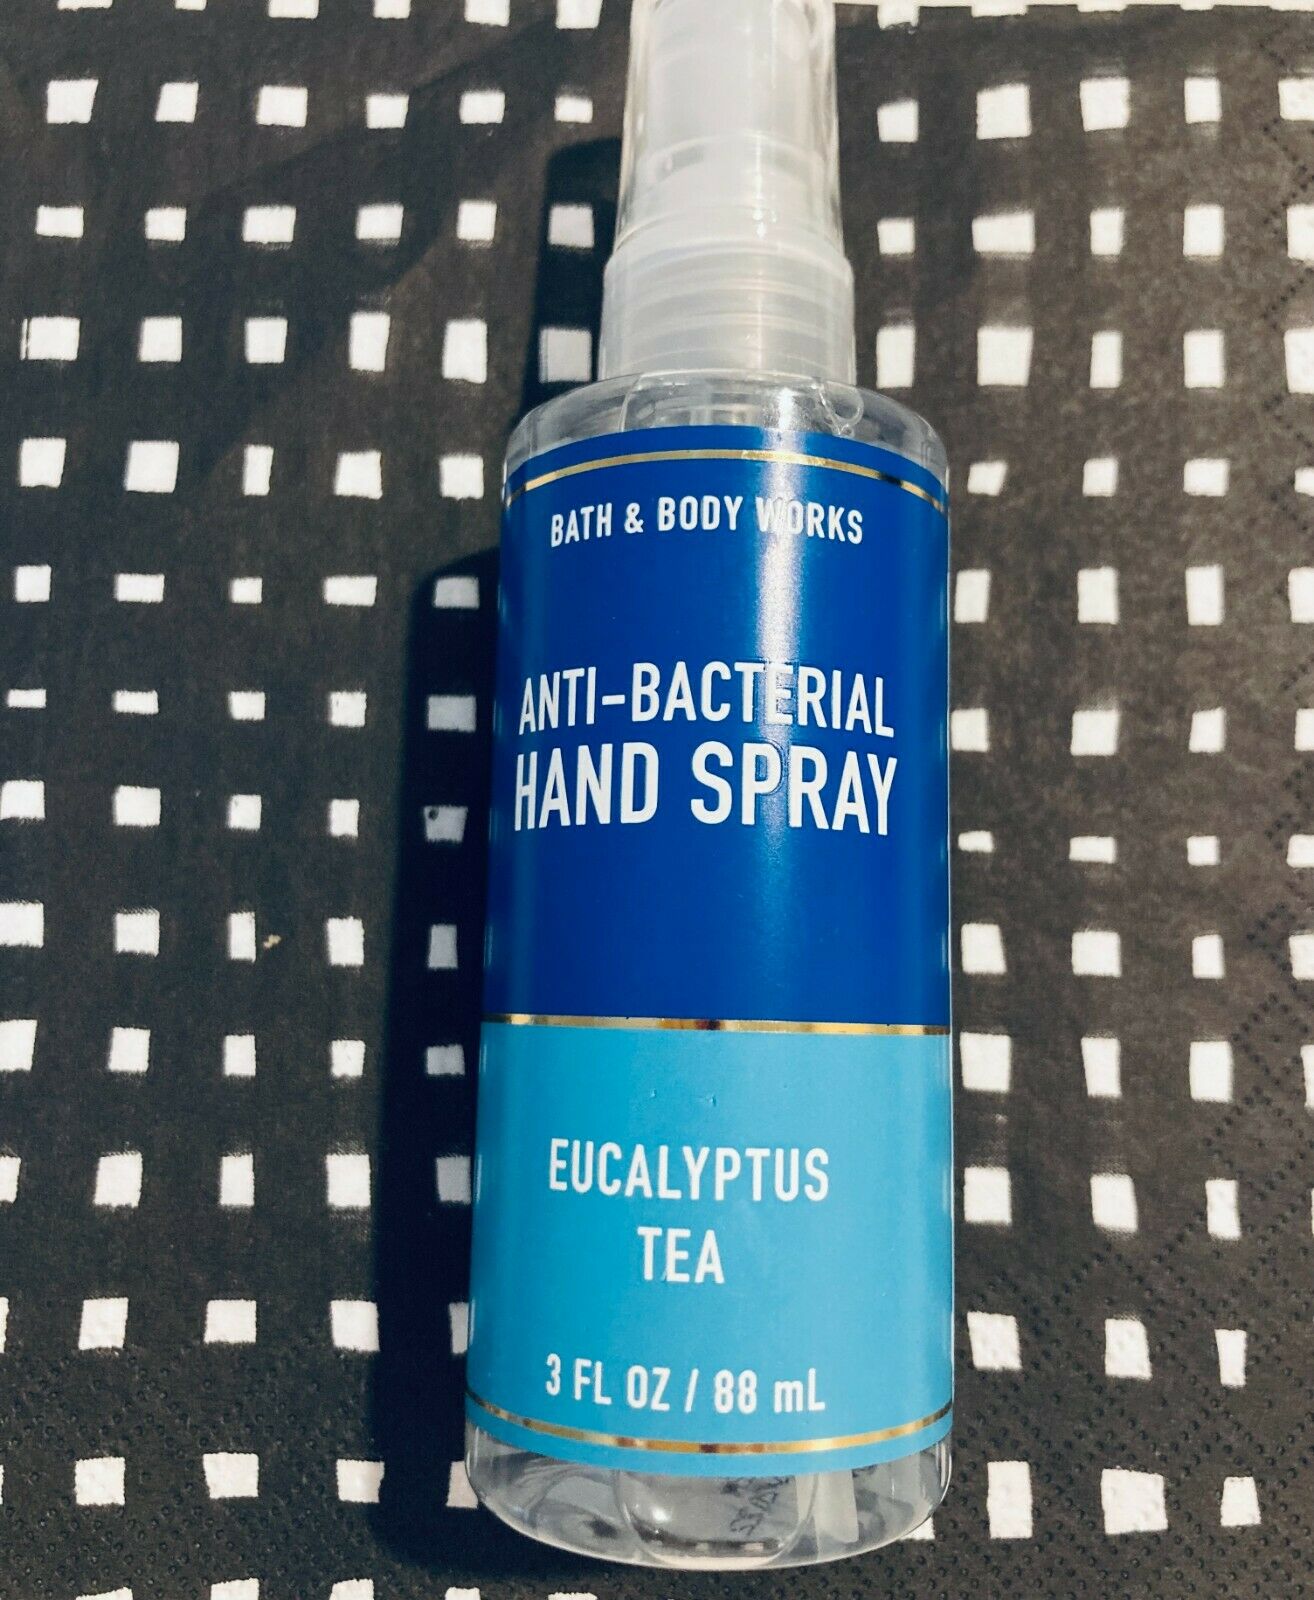 BATH & BODY WORKS
ANTI-BACTERIAL
HAND SPRAY
EUCALYPTUS
TEA
3 FL OZ / 88 mL